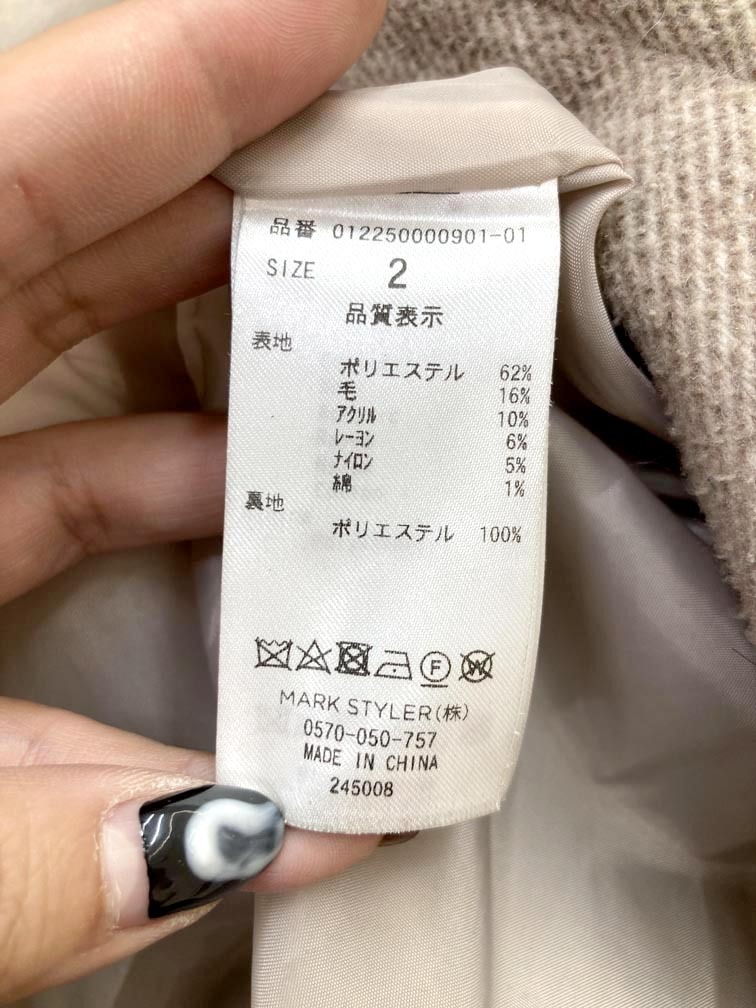 品番 012250000901-01
SIZE 2
品質表示
表地
ポリエステル 62%
毛 16%
アクリル 10%
レーヨン 6%
ナイロン 5%
綿 1%
裏地
ポリエステル 100%
F W
MARK STYLER(株)
0570-050-757
MADE IN CHINA
245008